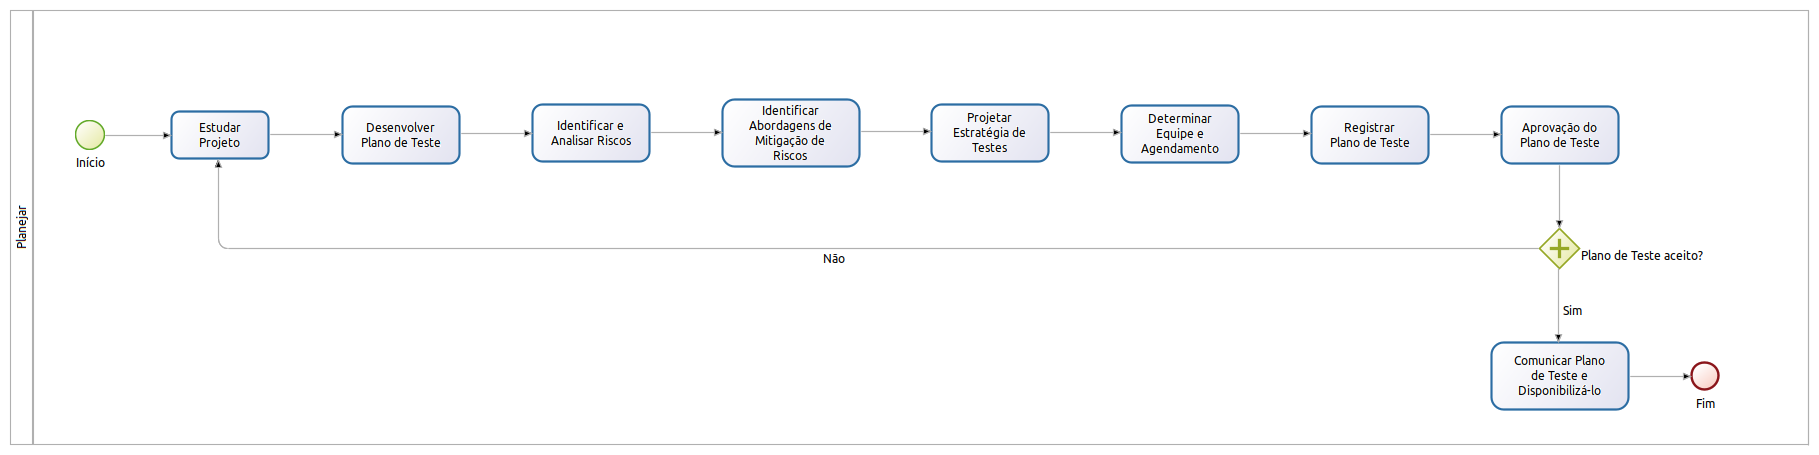 Planejar
Início
Estudar
Projeto
Desenvolver
Plano de Teste
Identificar e
Analisar Riscos
Identificar
Abordagens de
Mitigação de
Riscos
Projetar
Estratégia de
Testes
Determinar
Equipe e
Agendamento
Registrar
Plano de Teste
Aprovação do
Plano de Teste
Plano de Teste aceito?
Não
Sim
Comunicar Plano
de Teste e
Disponibilizá-lo
Fim